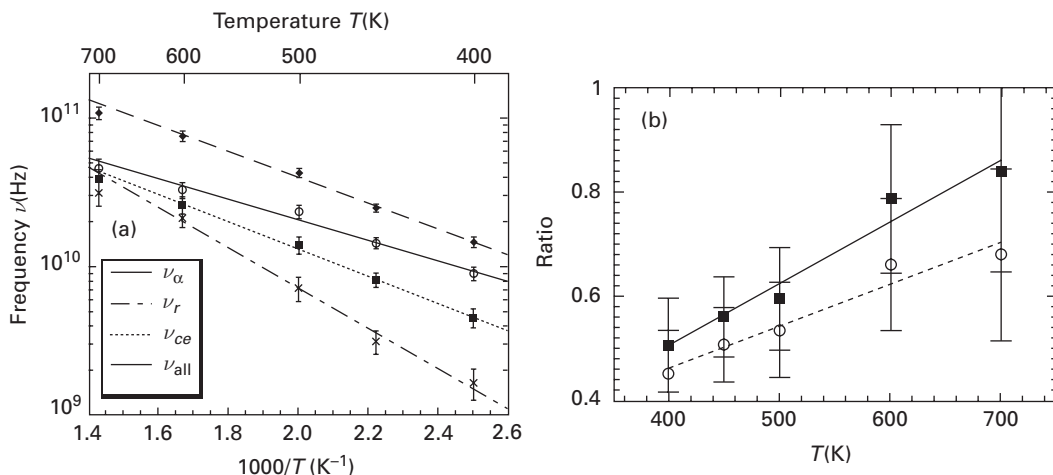 Temperature T(K)
700 600 500 400
10¹¹
10¹⁰
10⁹
Frequency ν(Hz)
(a)
ν_α
ν_r
ν_ce
ν_all
1.4 1.6 1.8 2.0 2.2 2.4 2.6
1000/T (K⁻¹)
(b)
1
0.8
0.6
0.4
Ratio
400 500 600 700
T(K)